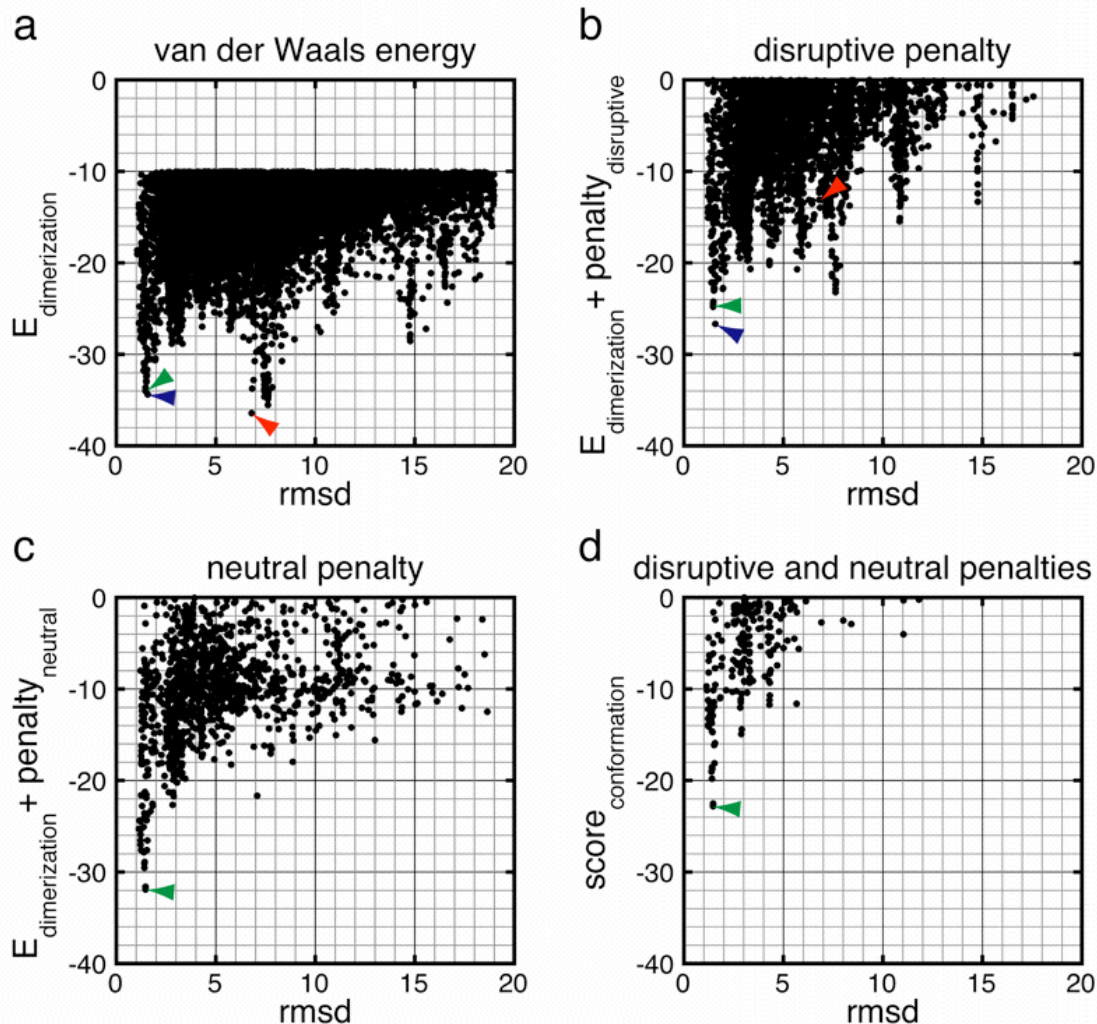 a
van der Waals energy
E dimerization
0
-10
-20
-30
-40
0 5 10 15 20
rmsd
b
disruptive penalty
E dimerization + penalty disruptive
0
-10
-20
-30
-40
0 5 10 15 20
rmsd
c
neutral penalty
E dimerization + penalty neutral
0
-10
-20
-30
-40
0 5 10 15 20
rmsd
d
disruptive and neutral penalties
score conformation
0
-10
-20
-30
-40
0 5 10 15 20
rmsd